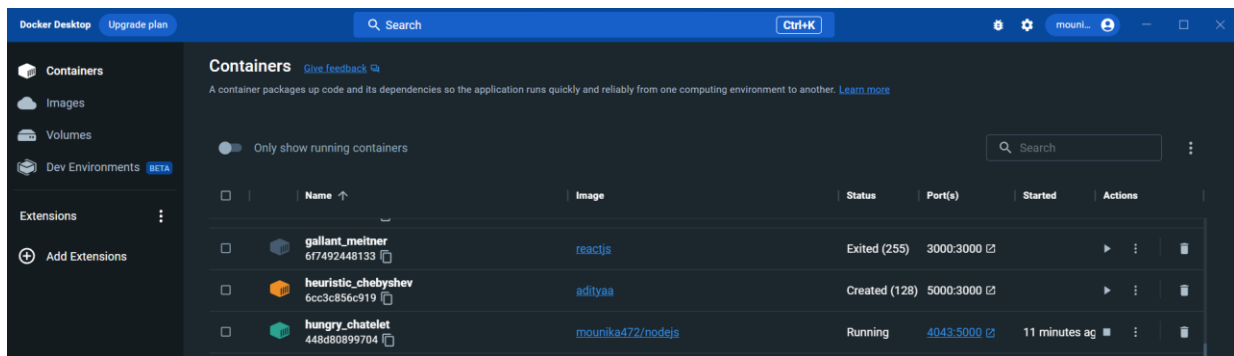 Docker Desktop Upgrade plan Search Ctrl+K mouni...
Containers
Images
Volumes
Dev Environments BETA
Extensions
Add Extensions
Containers Give feedback
A container packages up code and its dependencies so the application runs quickly and reliably from one computing environment to another. Learn more
Only show running containers Search
Name Image Status Port(s) Started Actions
gallant_meitner reactjs Exited (255) 3000:3000
6f7492448133
heuristic_chebyshev adityaa Created (128) 5000:3000
6cc3c856c919
hungry_chatelet mounika472/nodejs Running 4043:5000 11 minutes ag
448d80899704